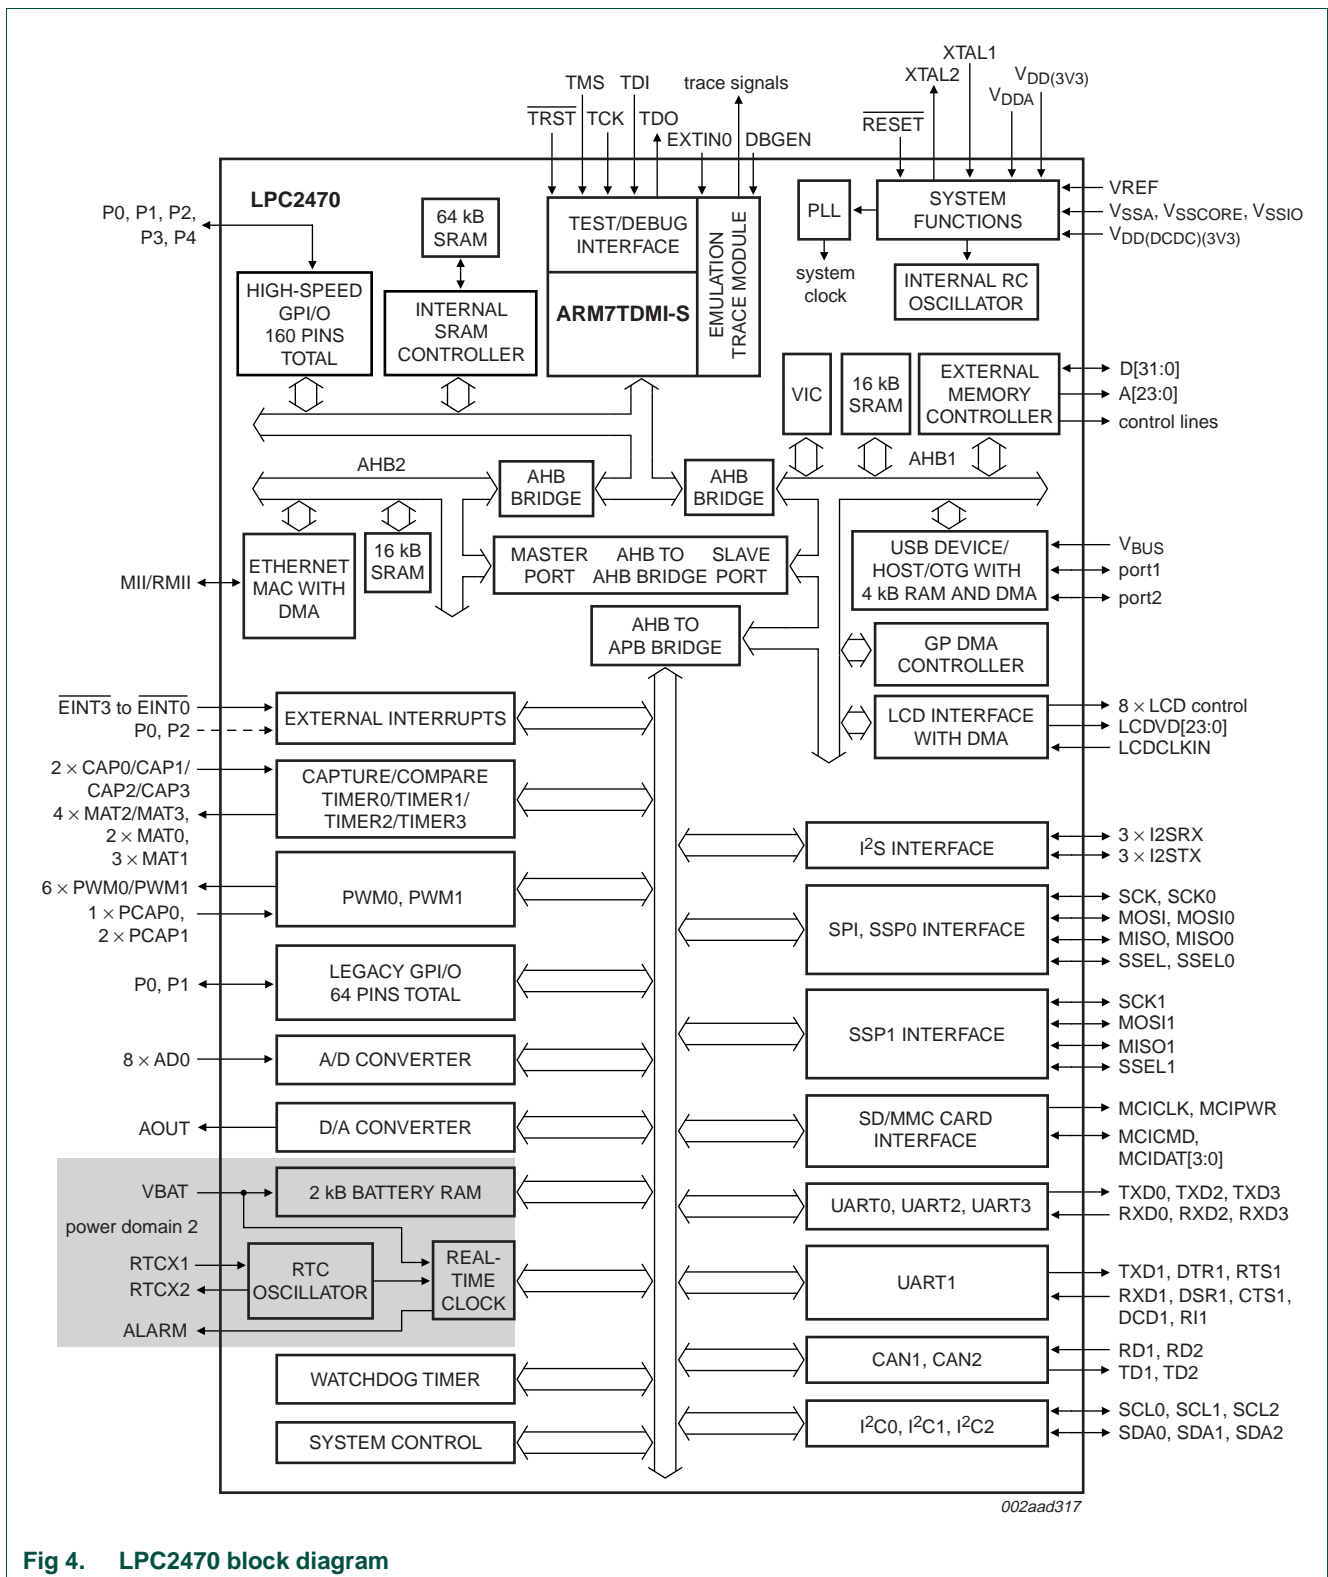 XTAL1
XTAL2
VDD(3V3)
VDDA
RESET
TMS
TDI
trace signals
TRST
TCK
TDO
EXTIN0
DBGEN
LPC2470
P0, P1, P2,
P3, P4
64 kB
SRAM
TEST/DEBUG
INTERFACE
EMULATION
TRACE MODULE
PLL
SYSTEM
FUNCTIONS
VREF
VSSA, VSSCORE, VSSIO
VDD(DCDC)(3V3)
system
clock
INTERNAL RC
OSCILLATOR
HIGH-SPEED
GPI/O
160 PINS
TOTAL
INTERNAL
SRAM
CONTROLLER
ARM7TDMI-S
VIC
16 kB
SRAM
EXTERNAL
MEMORY
CONTROLLER
D[31:0]
A[23:0]
control lines
AHB2
AHB
BRIDGE
AHB
BRIDGE
AHB1
ETHERNET
MAC WITH
DMA
MII/RMII
16 kB
SRAM
MASTER
PORT
AHB TO
AHB BRIDGE
SLAVE
PORT
USB DEVICE/
HOST/OTG WITH
4 kB RAM AND DMA
VBUS
port1
port2
AHB TO
APB BRIDGE
GP DMA
CONTROLLER
LCD INTERFACE
WITH DMA
8 × LCD control
LCDVD[23:0]
LCDCLKIN
EINT3 to EINT0
P0, P2
EXTERNAL INTERRUPTS
2 × CAP0/CAP1/
CAP2/CAP3
4 × MAT2/MAT3,
2 × MAT0,
3 × MAT1
CAPTURE/COMPARE
TIMER0/TIMER1/
TIMER2/TIMER3
I2S INTERFACE
3 × I2SRX
3 × I2STX
6 × PWM0/PWM1
1 × PCAP0,
2 × PCAP1
PWM0, PWM1
SPI, SSP0 INTERFACE
SCK, SCK0
MOSI, MOSI0
MISO, MISO0
SSEL, SSEL0
P0, P1
LEGACY GPI/O
64 PINS TOTAL
SSP1 INTERFACE
SCK1
MOSI1
MISO1
SSEL1
8 × AD0
A/D CONVERTER
AOUT
D/A CONVERTER
SD/MMC CARD
INTERFACE
MCICLK, MCIPWR
MCICMD,
MCIDAT[3:0]
VBAT
2 kB BATTERY RAM
UART0, UART2, UART3
TXD0, TXD2, TXD3
RXD0, RXD2, RXD3
power domain 2
RTCX1
RTCX2
RTC
OSCILLATOR
REAL-
TIME
CLOCK
ALARM
UART1
TXD1, DTR1, RTS1
RXD1, DSR1, CTS1,
DCD1, RI1
WATCHDOG TIMER
CAN1, CAN2
RD1, RD2
TD1, TD2
SYSTEM CONTROL
I2C0, I2C1, I2C2
SCL0, SCL1, SCL2
SDA0, SDA1, SDA2
002aad317
Fig 4. LPC2470 block diagram